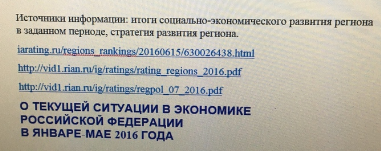 Источники информации: итоги социально-экономического развития региона
в заданном периоде, стратегия развития региона.
iarating.ru/regions_rankings/20160615/630026438.html
http://vid1.rian.ru/ig/ratings/rating_regions_2016.pdf
http://vid1.rian.ru/ig/ratings/regpol_07_2016.pdf
О ТЕКУЩЕЙ СИТУАЦИИ В ЭКОНОМИКЕ
РОССИЙСКОЙ ФЕДЕРАЦИИ
В ЯНВАРЕ-МАЕ 2016 ГОДА